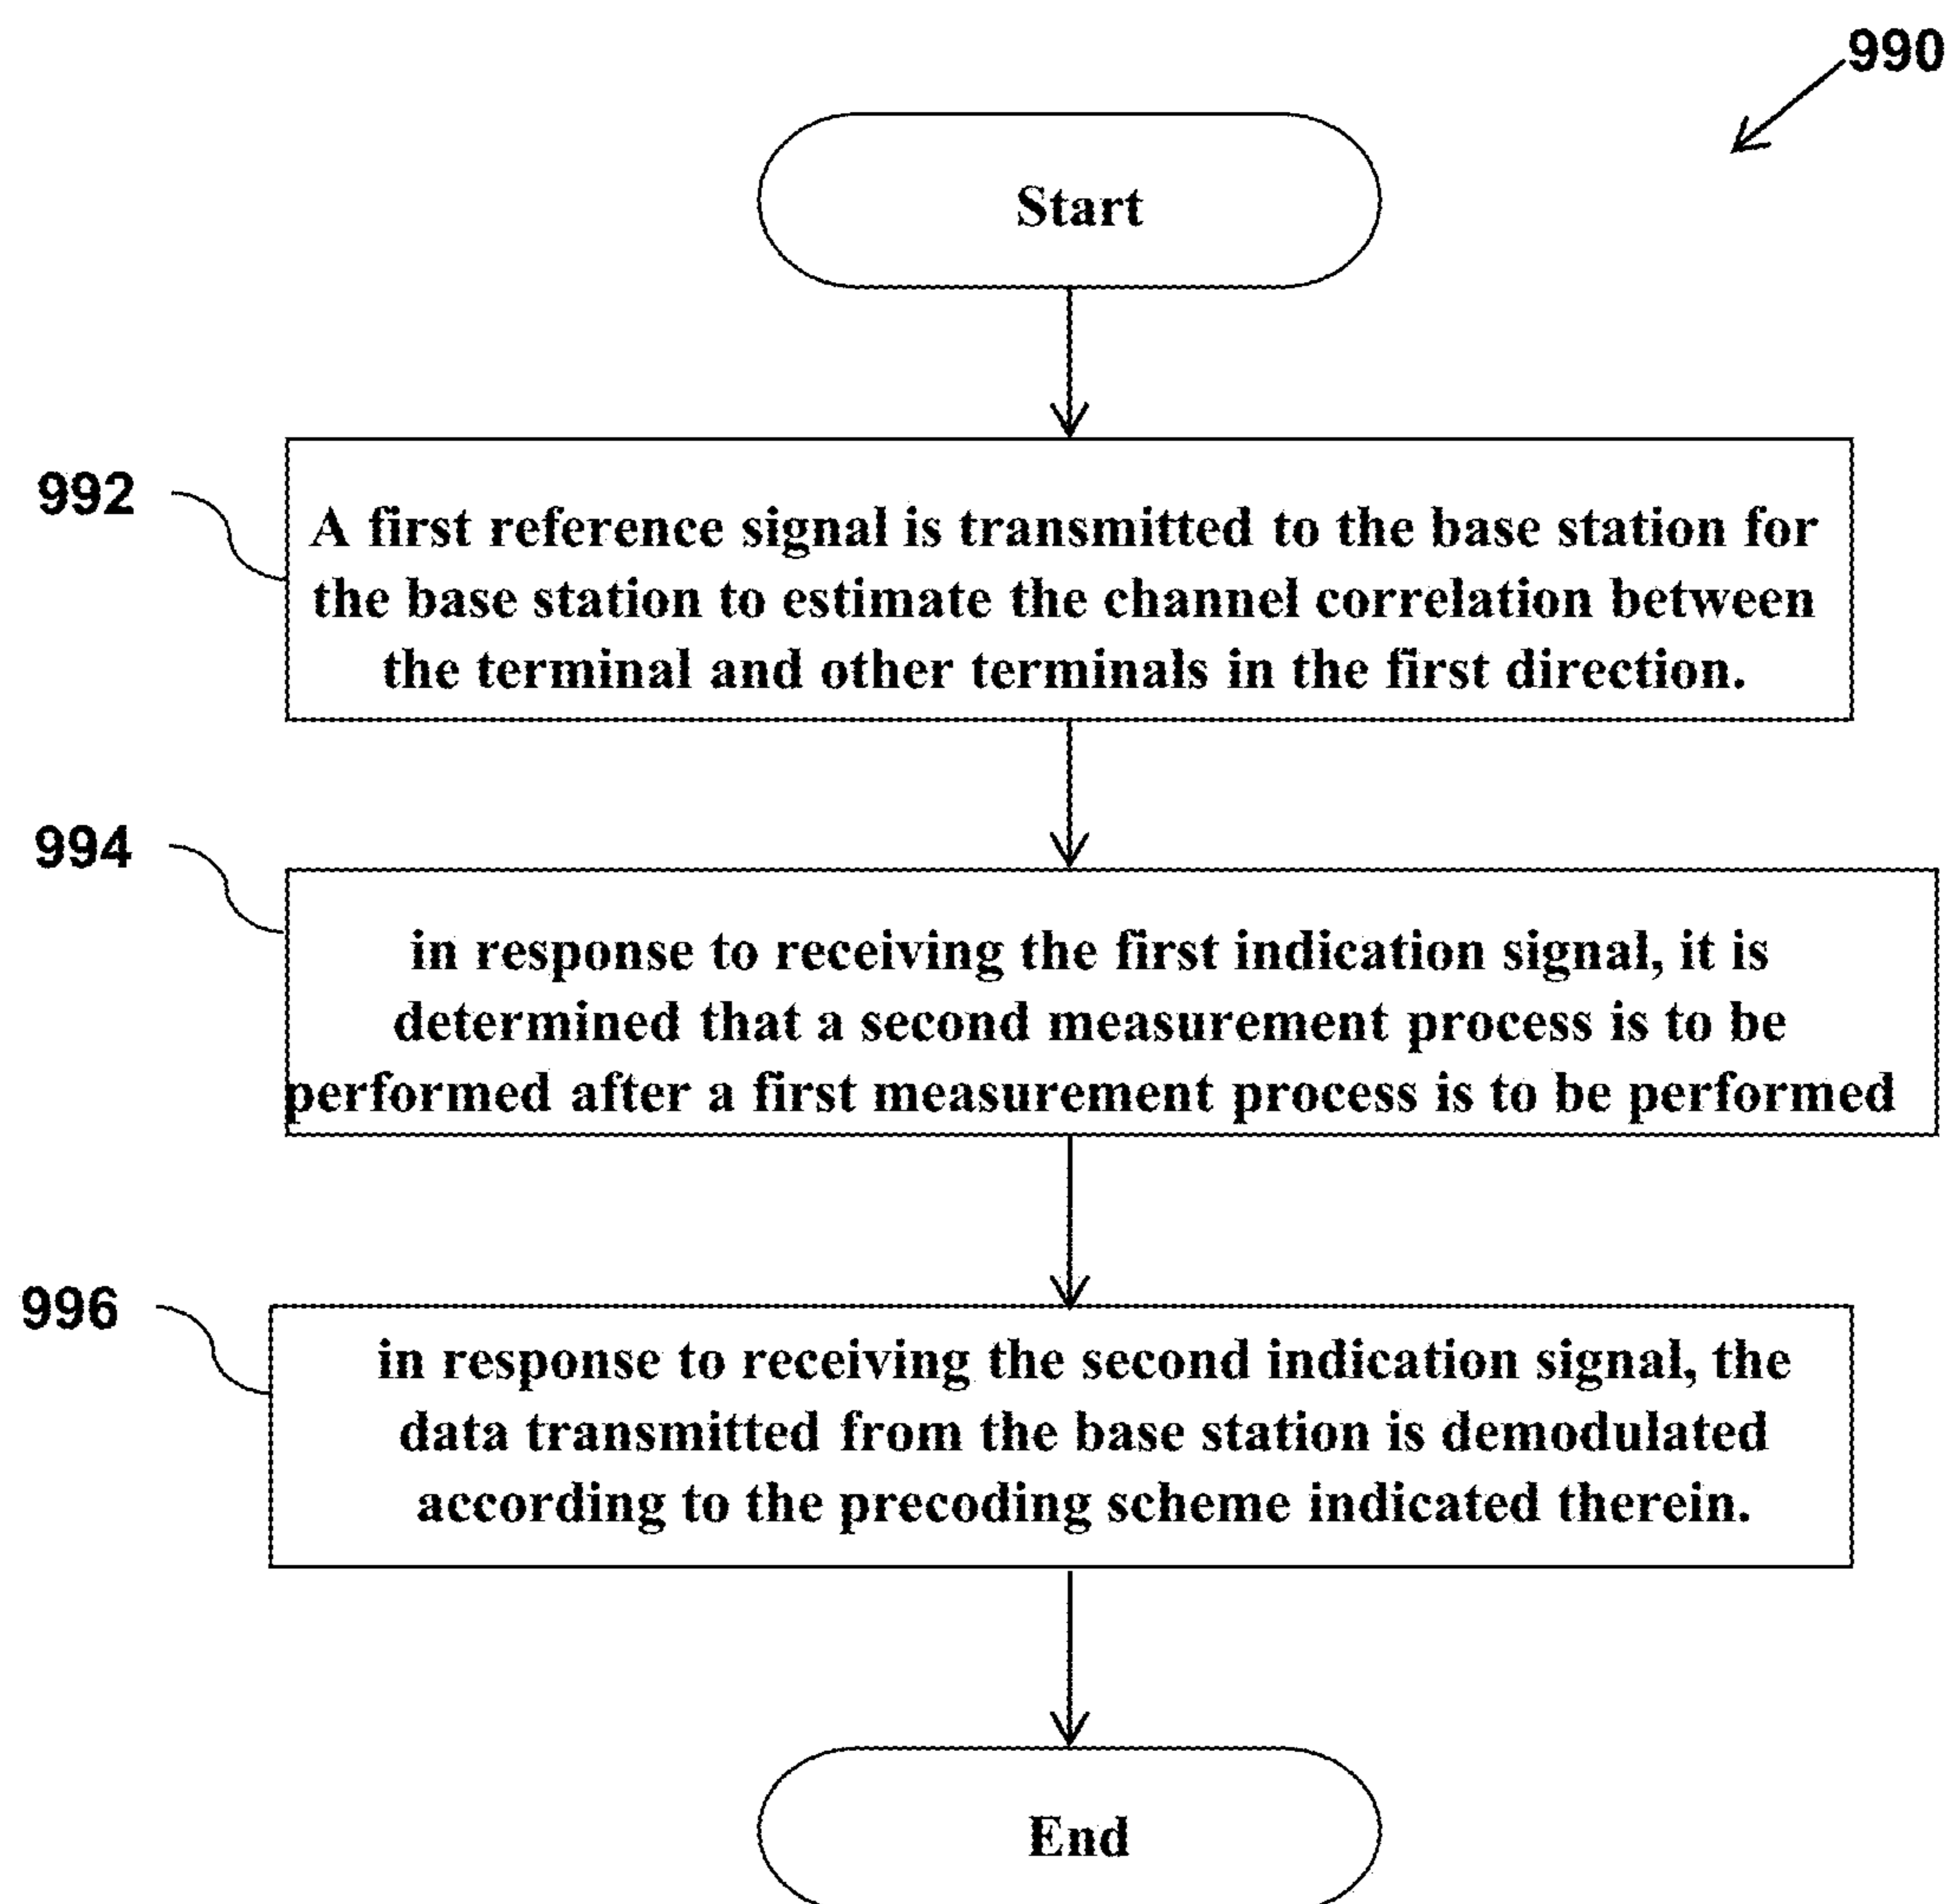 990
Start
992
A first reference signal is transmitted to the base station for
the base station to estimate the channel correlation between
the terminal and other terminals in the first direction.
994
in response to receiving the first indication signal, it is
determined that a second measurement process is to be
performed after a first measurement process is to be performed
996
in response to receiving the second indication signal, the
data transmitted from the base station is demodulated
according to the precoding scheme indicated therein.
End